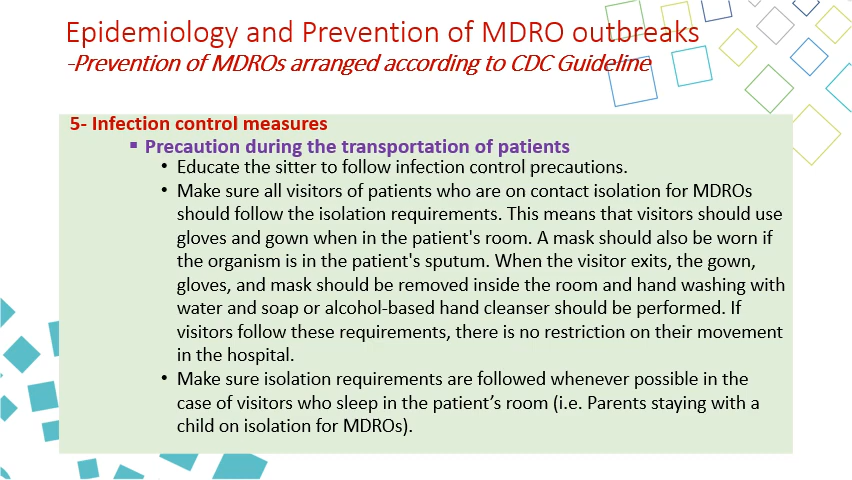 Epidemiology and Prevention of MDRO outbreaks
-Prevention of MDROs arranged according to CDC Guideline
5- Infection control measures
▪ Precaution during the transportation of patients
• Educate the sitter to follow infection control precautions.
• Make sure all visitors of patients who are on contact isolation for MDROs
should follow the isolation requirements. This means that visitors should use
gloves and gown when in the patient's room. A mask should also be worn if
the organism is in the patient's sputum. When the visitor exits, the gown,
gloves, and mask should be removed inside the room and hand washing with
water and soap or alcohol-based hand cleanser should be performed. If
visitors follow these requirements, there is no restriction on their movement
in the hospital.
• Make sure isolation requirements are followed whenever possible in the
case of visitors who sleep in the patient’s room (i.e. Parents staying with a
child on isolation for MDROs).